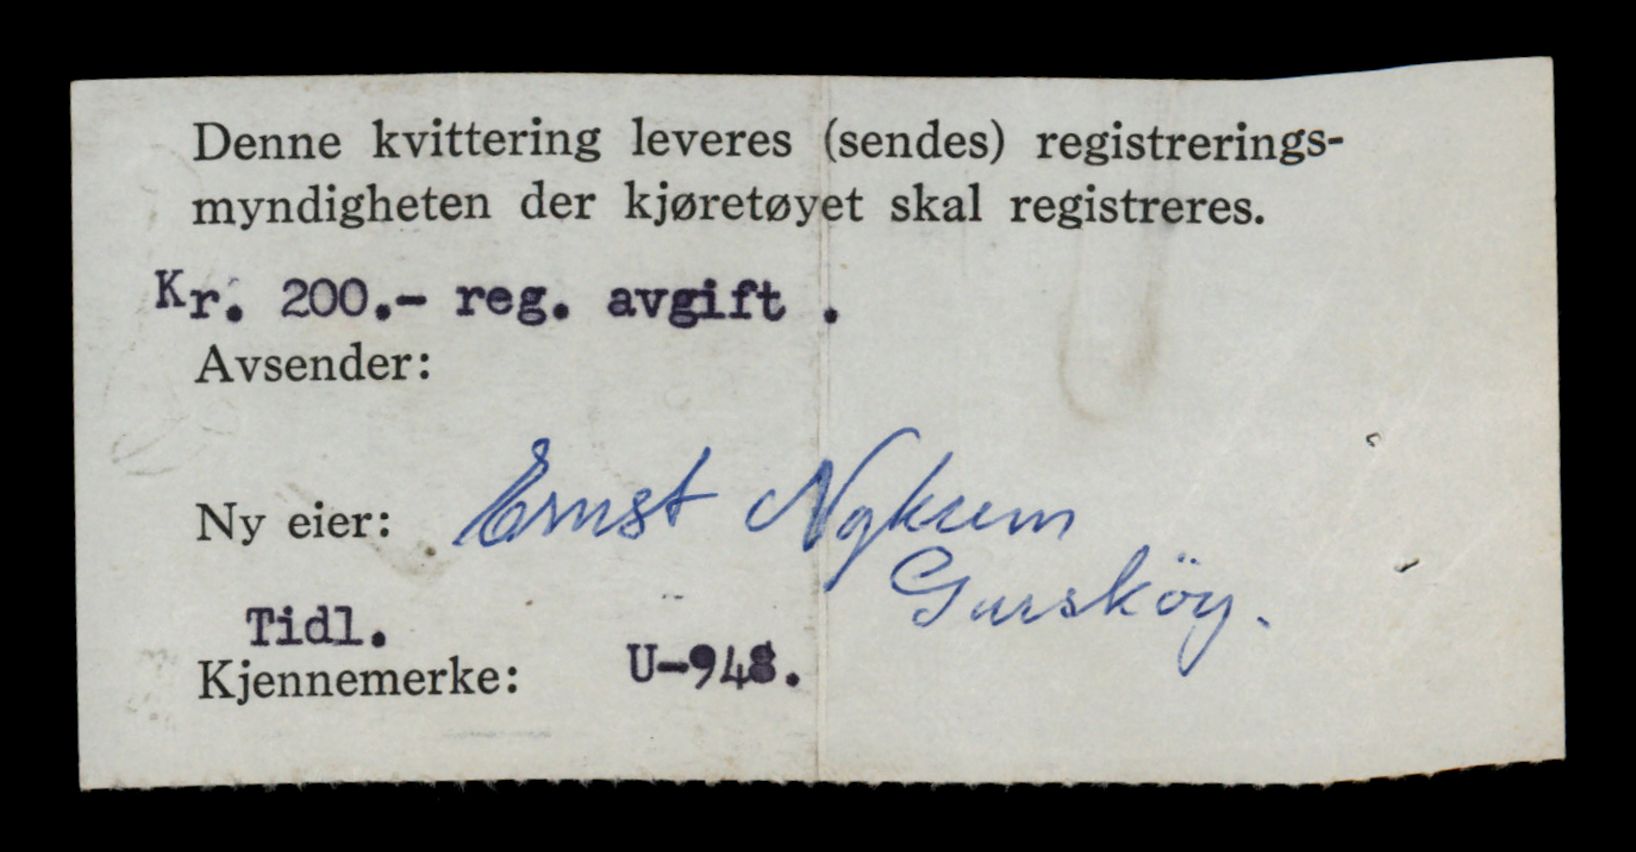 Denne kvittering leveres (sendes) registrerings-
myndigheten der kjøretøyet skal registreres.
Kr. 200.- reg. avgift .
Avsender:
Ny eier: Ernst Nykrem
Gursköy.
Tidl.
Kjennemerke: U-948.